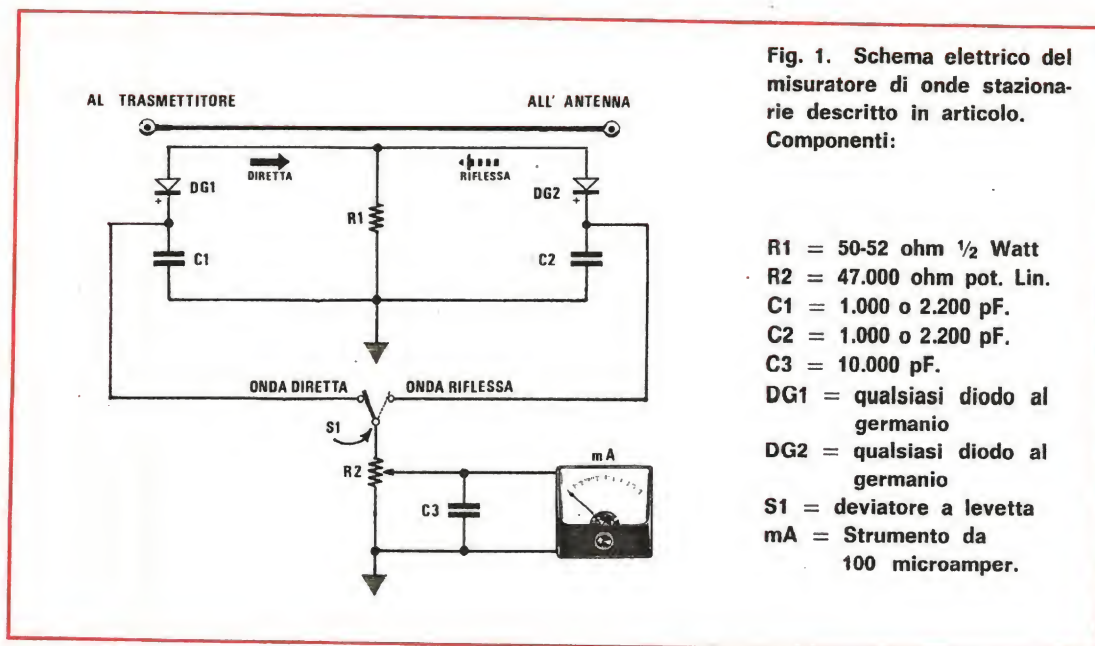 Fig. 1. Schema elettrico del
misuratore di onde staziona-
rie descritto in articolo.
Componenti:
R1 = 50-52 ohm ½ Watt
R2 = 47.000 ohm pot. Lin.
C1 = 1.000 o 2.200 pF.
C2 = 1.000 o 2.200 pF.
C3 = 10.000 pF.
DG1 = qualsiasi diodo al
germanio
DG2 = qualsiasi diodo al
germanio
S1 = deviatore a levetta
mA = Strumento da
100 microamper.
AL TRASMETTITORE
ALL' ANTENNA
DIRETTA
RIFLESSA
DG1
+
R1
DG2
+
C1
C2
ONDA DIRETTA
ONDA RIFLESSA
S1
R2
C3
mA